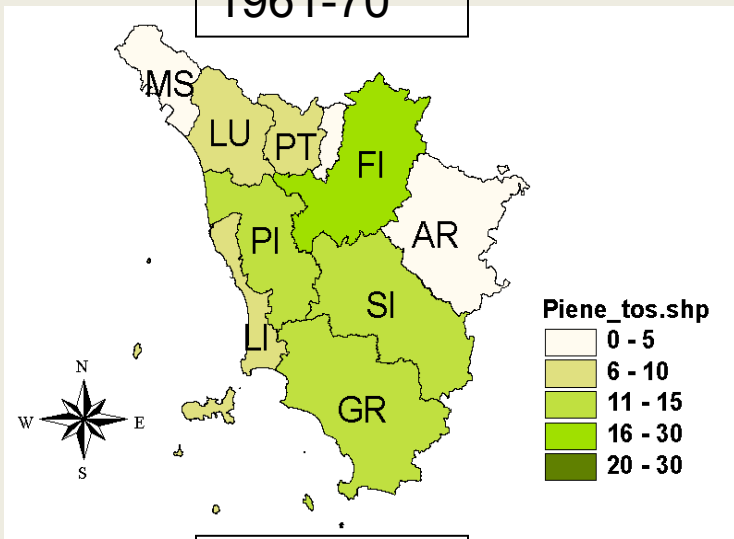 1961-70
MS
LU
PT
FI
PI
AR
SI
LI
GR
N
W
E
S
Piene_tos.shp
0 - 5
6 - 10
11 - 15
16 - 30
20 - 30